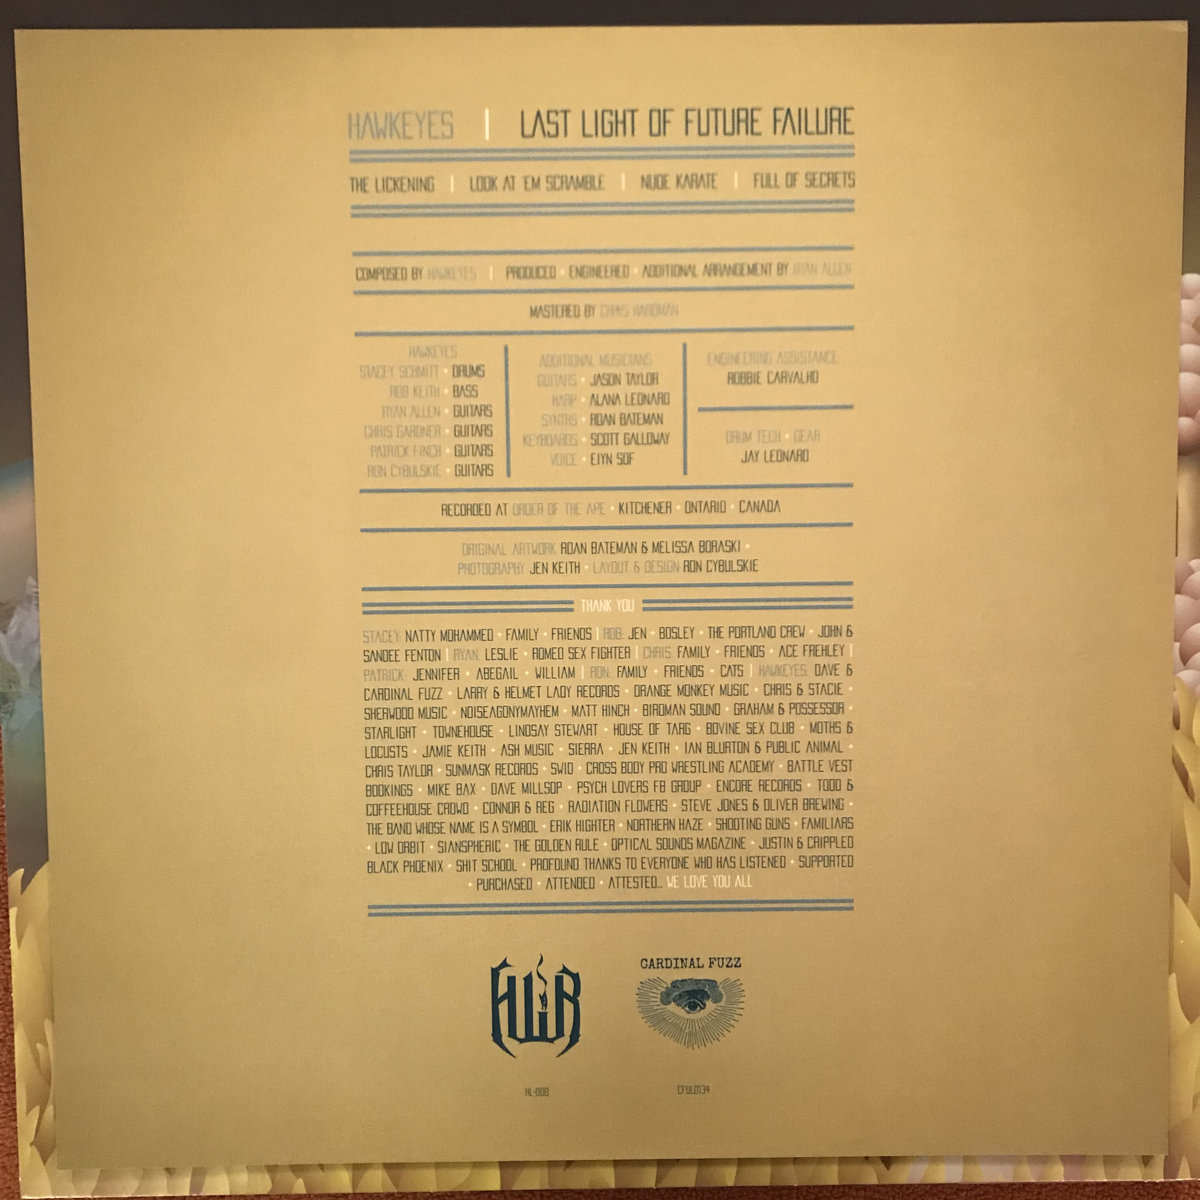 HAWKEYES | LAST LIGHT OF FUTURE FAILURE
THE LICKENING | LOOK AT 'EM SCRAMBLE | NUDE KARATE | FULL OF SECRETS
COMPOSED BY HAWKEYES | PRODUCED • ENGINEERED • ADDITIONAL ARRANGEMENT BY RYAN ALLEN
MASTERED BY CHRIS HARDMAN
HAWKEYES
STACEY SCHMITT • DRUMS
ROB KEITH • BASS
RYAN ALLEN • GUITARS
CHRIS GARDNER • GUITARS
PATRICK FINCH • GUITARS
RON CYBULSKIE • GUITARS
ADDITIONAL MUSICIANS
GUITARS • JASON TAYLOR
HARP • ALANA LEONARD
SYNTHS • ROAN BATEMAN
KEYBOARDS • SCOTT GALLOWAY
VOICE • EIYN SOF
ENGINEERING ASSISTANCE
ROBBIE CARVALHO
DRUM TECH • GEAR
JAY LEONARD
RECORDED AT ORDER OF THE APE • KITCHENER • ONTARIO • CANADA
ORIGINAL ARTWORK ROAN BATEMAN & MELISSA BORASKI •
PHOTOGRAPHY JEN KEITH • LAYOUT & DESIGN RON CYBULSKIE
THANK YOU
STACEY: NATTY MOHAMMED • FAMILY • FRIENDS | ROB: JEN • BOSLEY • THE PORTLAND CREW • JOHN &
SANDEE FENTON | RYAN: LESLIE • ROMEO SEX FIGHTER | CHRIS: FAMILY • FRIENDS • ACE FREHLEY |
PATRICK: JENNIFER • ABEGAIL • WILLIAM | RON: FAMILY • FRIENDS • CATS | HAWKEYES: DAVE &
CARDINAL FUZZ • LARRY & HELMET LADY RECORDS • ORANGE MONKEY MUSIC • CHRIS & STACIE •
SHERWOOD MUSIC • NOISEAGONYMAYHEM • MATT HINCH • BIRDMAN SOUND • GRAHAM & POSSESSOR •
STARLIGHT • TOWNEHOUSE • LINDSAY STEWART • HOUSE OF TARG • BOVINE SEX CLUB • MOTHS &
LOCUSTS • JAMIE KEITH • ASH MUSIC • SIERRA • JEN KEITH • IAN BLURTON & PUBLIC ANIMAL •
CHRIS TAYLOR • SUNMASK RECORDS • SWID • CROSS BODY PRO WRESTLING ACADEMY • BATTLE VEST
BOOKINGS • MIKE BAX • DAVE MILLSOP • PSYCH LOVERS FB GROUP • ENCORE RECORDS • TODD &
COFFEEHOUSE CROWD • CONNOR & REG • RADIATION FLOWERS • STEVE JONES & OLIVER BREWING •
THE BAND WHOSE NAME IS A SYMBOL • ERIK HIGHTER • NORTHERN HAZE • SHOOTING GUNS • FAMILIARS
• LOW ORBIT • SIANSPHERIC • THE GOLDEN RULE • OPTICAL SOUNDS MAGAZINE • JUSTIN & CRIPPLED
BLACK PHOENIX • SHIT SCHOOL • PROFOUND THANKS TO EVERYONE WHO HAS LISTENED • SUPPORTED
• PURCHASED • ATTENDED • ATTESTED... WE LOVE YOU ALL
HLR
CARDINAL FUZZ
HL-008
CFUL0134